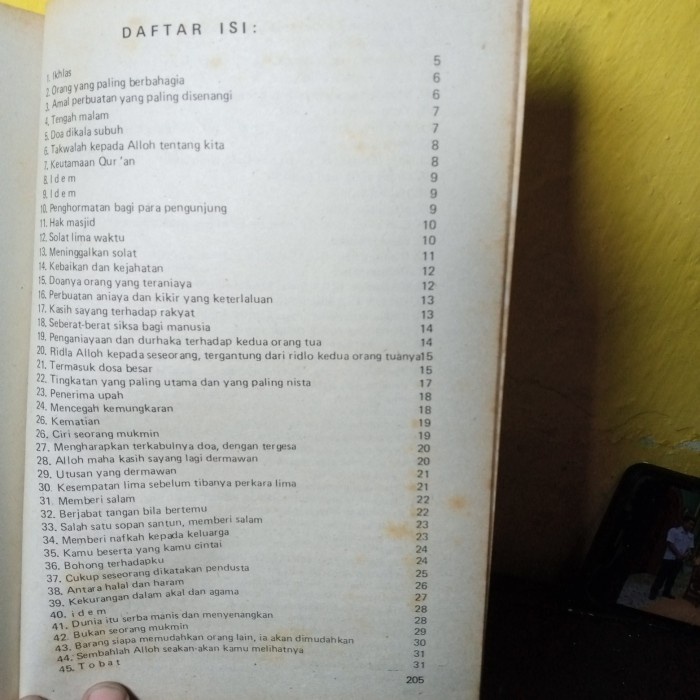 DAFTAR ISI:
1. Ikhlas 5
2. Orang yang paling berbahagia 6
3. Amal perbuatan yang paling disenangi 6
4. Tengah malam 7
5. Doa dikala subuh 7
6. Takwalah kepada Alloh tentang kita 8
7. Keutamaan Qur'an 8
8. I d e m 9
9. I d e m 9
10. Penghormatan bagi para pengunjung 9
11. Hak masjid 10
12. Solat lima waktu 10
13. Meninggalkan solat 11
14. Kebaikan dan kejahatan 12
15. Doanya orang yang teraniaya 12
16. Perbuatan aniaya dan kikir yang keterlaluan 13
17. Kasih sayang terhadap rakyat 13
18. Seberat-berat siksa bagi manusia 14
19. Penganiayaan dan durhaka terhadap kedua orang tua 14
20. Ridla Alloh kepada seseorang, tergantung dari ridlo kedua orang tuanya15
21. Termasuk dosa besar 15
22. Tingkatan yang paling utama dan yang paling nista 17
23. Penerima upah 18
24. Mencegah kemungkaran 18
26. Kematian 19
26. Ciri seorang mukmin 19
27. Mengharapkan terkabulnya doa, dengan tergesa 20
28. Alloh maha kasih sayang lagi dermawan 20
29. Utusan yang dermawan 21
30. Kesempatan lima sebelum tibanya perkara lima 21
31. Memberi salam 22
32. Berjabat tangan bila bertemu 22
33. Salah satu sopan santun, memberi salam 23
34. Memberi nafkah kepada keluarga 23
35. Kamu beserta yang kamu cintai 24
36. Bohong terhadapku 24
37. Cukup seseorang dikatakan pendusta 25
38. Antara halal dan haram 26
39. Kekurangan dalam akal dan agama 27
40. i d e m 28
41. Dunia itu serba manis dan menyenangkan 28
42. Bukan seorang mukmin 29
43. Barang siapa memudahkan orang lain, ia akan dimudahkan 30
44. Sembahlah Alloh seakan-akan kamu melihatnya 31
45. T o b a t 31
205